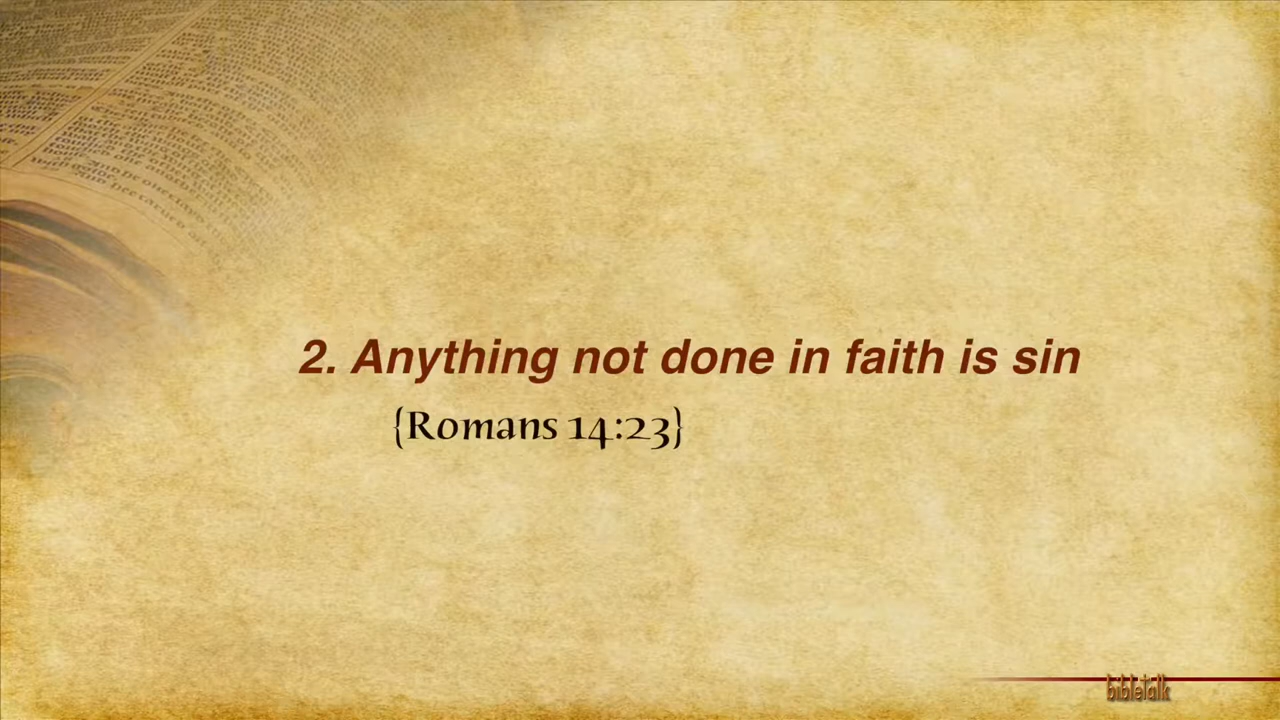 2. Anything not done in faith is sin
{Romans 14:23}
bibletalk